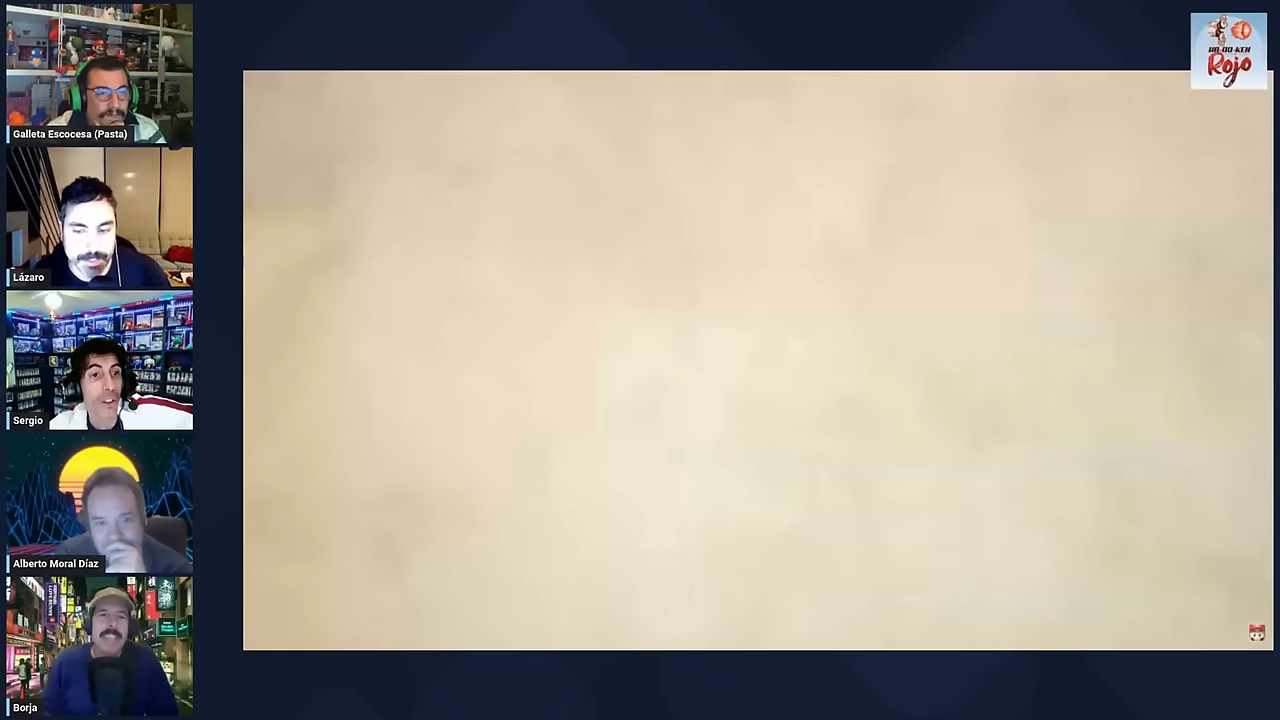 Galleta Escocesa (Pasta)
Lázaro
Sergio
Alberto Moral Díaz
Borja
HA-DO-KEN
Rojo